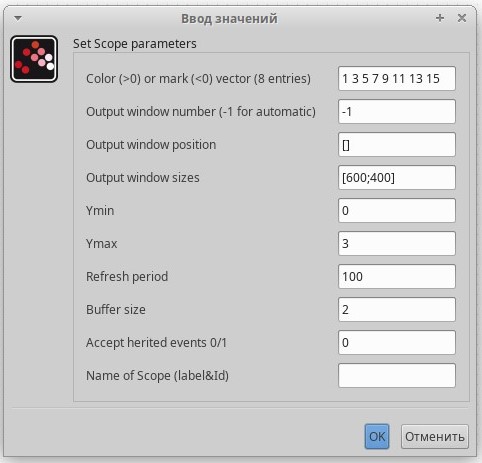 Ввод значений
Set Scope parameters
Color (>0) or mark (<0) vector (8 entries) 1 3 5 7 9 11 13 15
Output window number (-1 for automatic) -1
Output window position []
Output window sizes [600;400]
Ymin 0
Ymax 3
Refresh period 100
Buffer size 2
Accept herited events 0/1 0
Name of Scope (label&Id)
OK Отменить